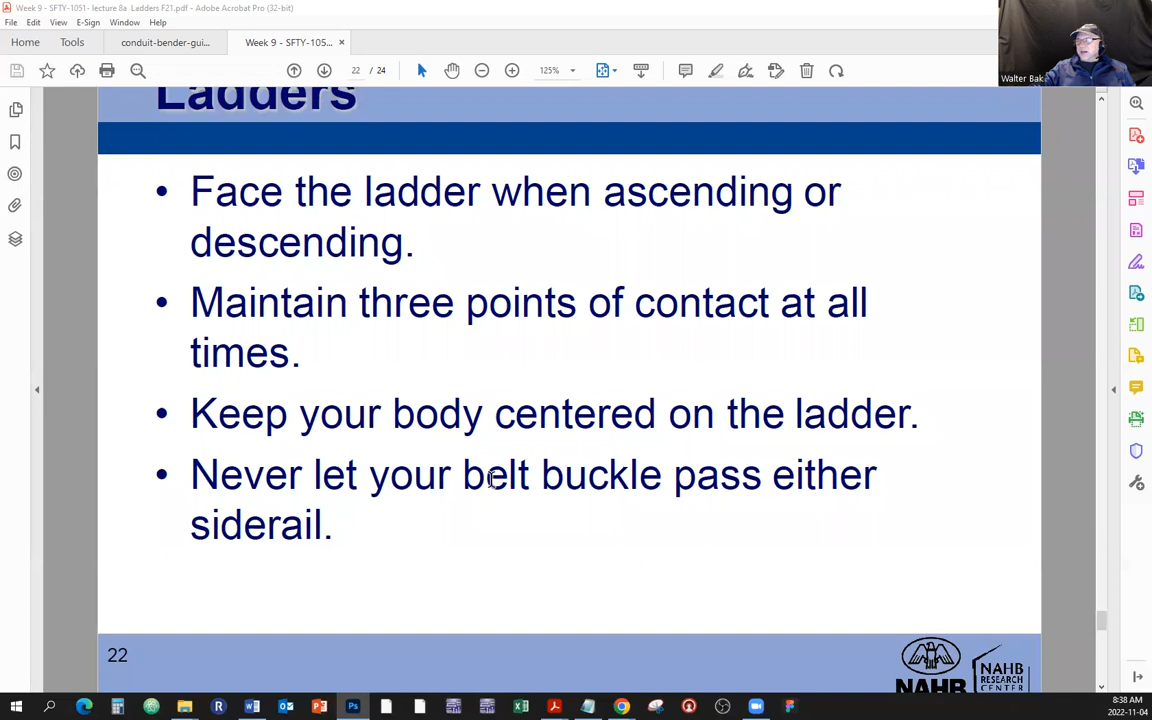 Week 9 - SFTY-1051- lecture 8a Ladders F21.pdf - Adobe Acrobat Pro (32-bit)
File Edit View E-Sign Window Help
Home Tools conduit-bender-gui... Week 9 - SFTY-105... ×
22 / 24 125%
Walter Bak
Ladders
• Face the ladder when ascending or
descending.
• Maintain three points of contact at all
times.
• Keep your body centered on the ladder.
• Never let your belt buckle pass either
siderail.
22
NAHB
NAHB
RESEARCH
CENTER
8:38 AM
2022-11-04